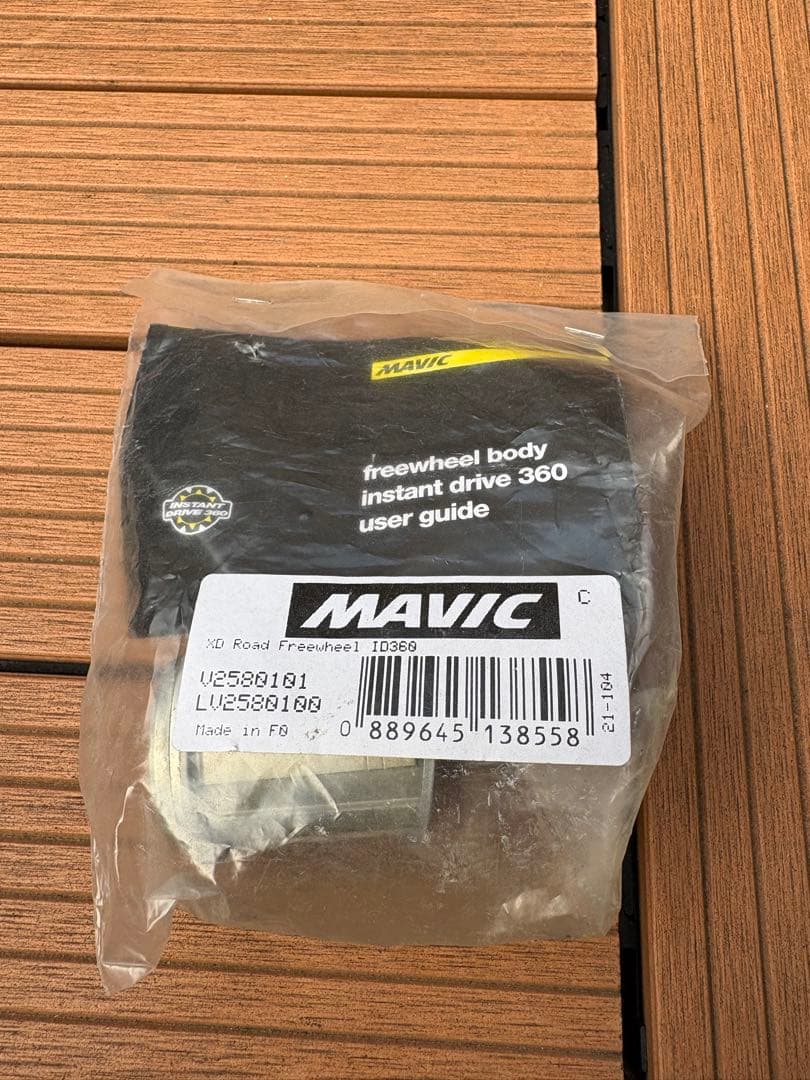 MAVIC
freewheel body
instant drive 360
user guide
INSTANT
DRIVE 360
MAVIC
C
XD Road Freewheel ID360
V2580101
LV2580100
Made in F0
0 889645 138558
21-104